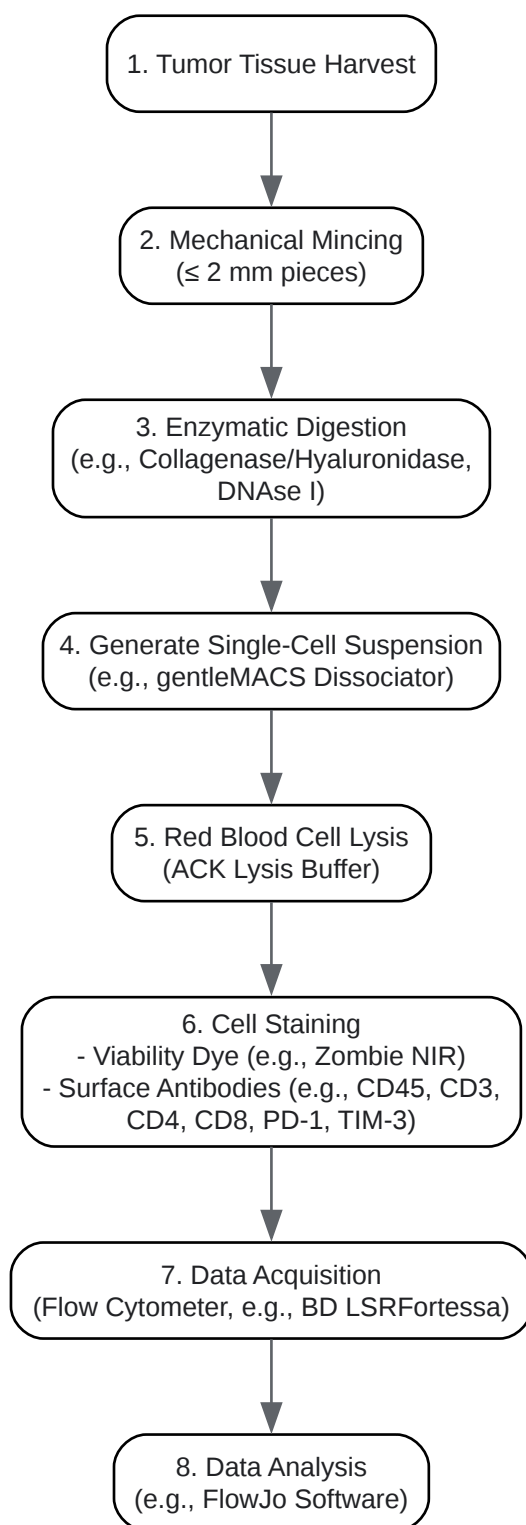 1. Tumor Tissue Harvest
2. Mechanical Mincing
(≤ 2 mm pieces)
3. Enzymatic Digestion
(e.g., Collagenase/Hyaluronidase,
DNAse I)
4. Generate Single-Cell Suspension
(e.g., gentleMACS Dissociator)
5. Red Blood Cell Lysis
(ACK Lysis Buffer)
6. Cell Staining
- Viability Dye (e.g., Zombie NIR)
- Surface Antibodies (e.g., CD45, CD3,
CD4, CD8, PD-1, TIM-3)
7. Data Acquisition
(Flow Cytometer, e.g., BD LSRFortessa)
8. Data Analysis
(e.g., FlowJo Software)